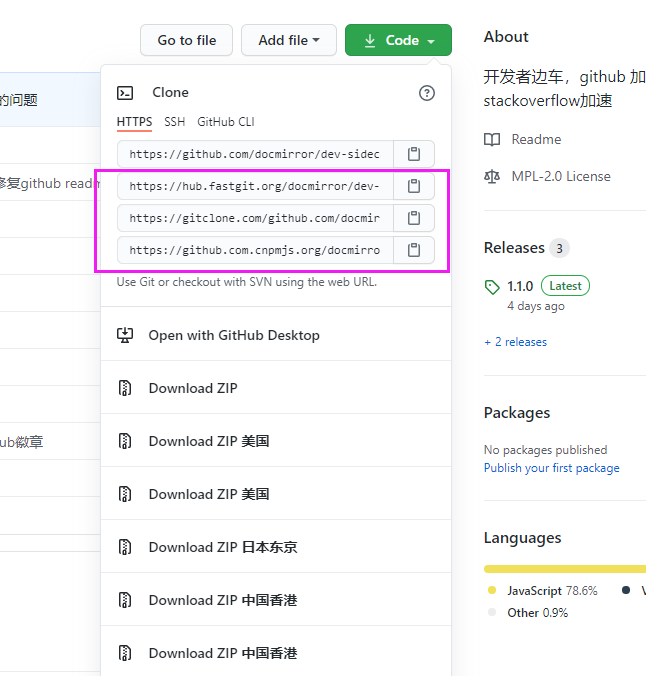 Go to file
Add file
Code
About
开发者边车，github 加
stackoverflow加速
的问题
Clone
HTTPS SSH GitHub CLI
Readme
https://github.com/docmirror/dev-sidec
修复github readm
https://hub.fastgit.org/docmirror/dev-
MPL-2.0 License
https://gitclone.com/github.com/docmir
https://github.com.cnpmjs.org/docmirro
Releases 3
Use Git or checkout with SVN using the web URL.
1.1.0 Latest
4 days ago
Open with GitHub Desktop
+ 2 releases
Download ZIP
Packages
ub徽章
Download ZIP 美国
No packages published
Publish your first package
Download ZIP 美国
Languages
Download ZIP 日本东京
JavaScript 78.6%
Other 0.9%
Download ZIP 中国香港
Download ZIP 中国香港